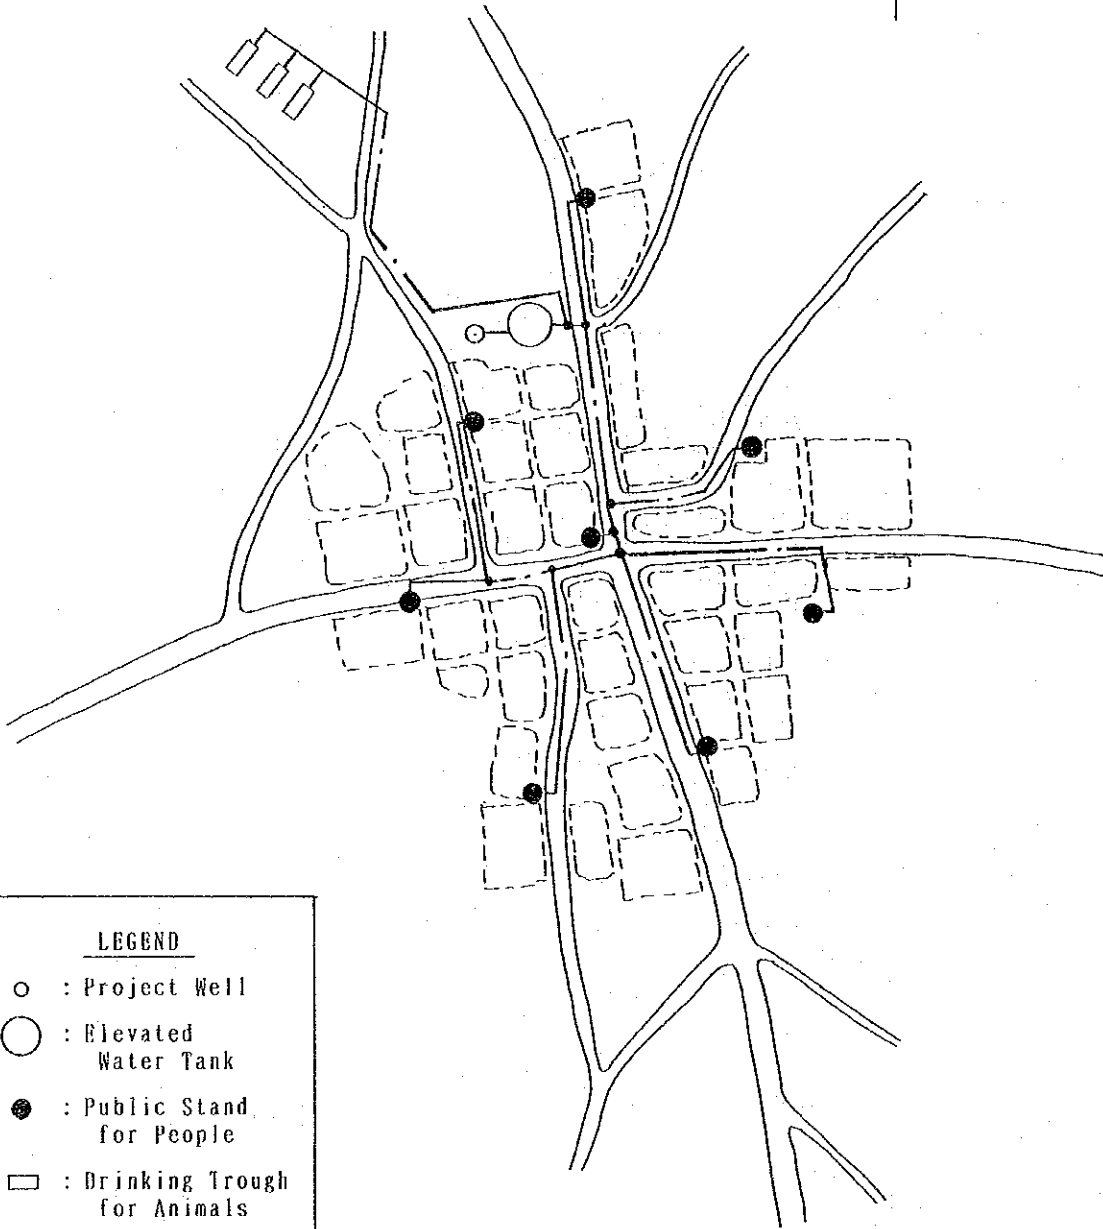 LEGEND
: Project Well
: Elevated
Water Tank
: Public Stand
for People
: Drinking Trough
for Animals